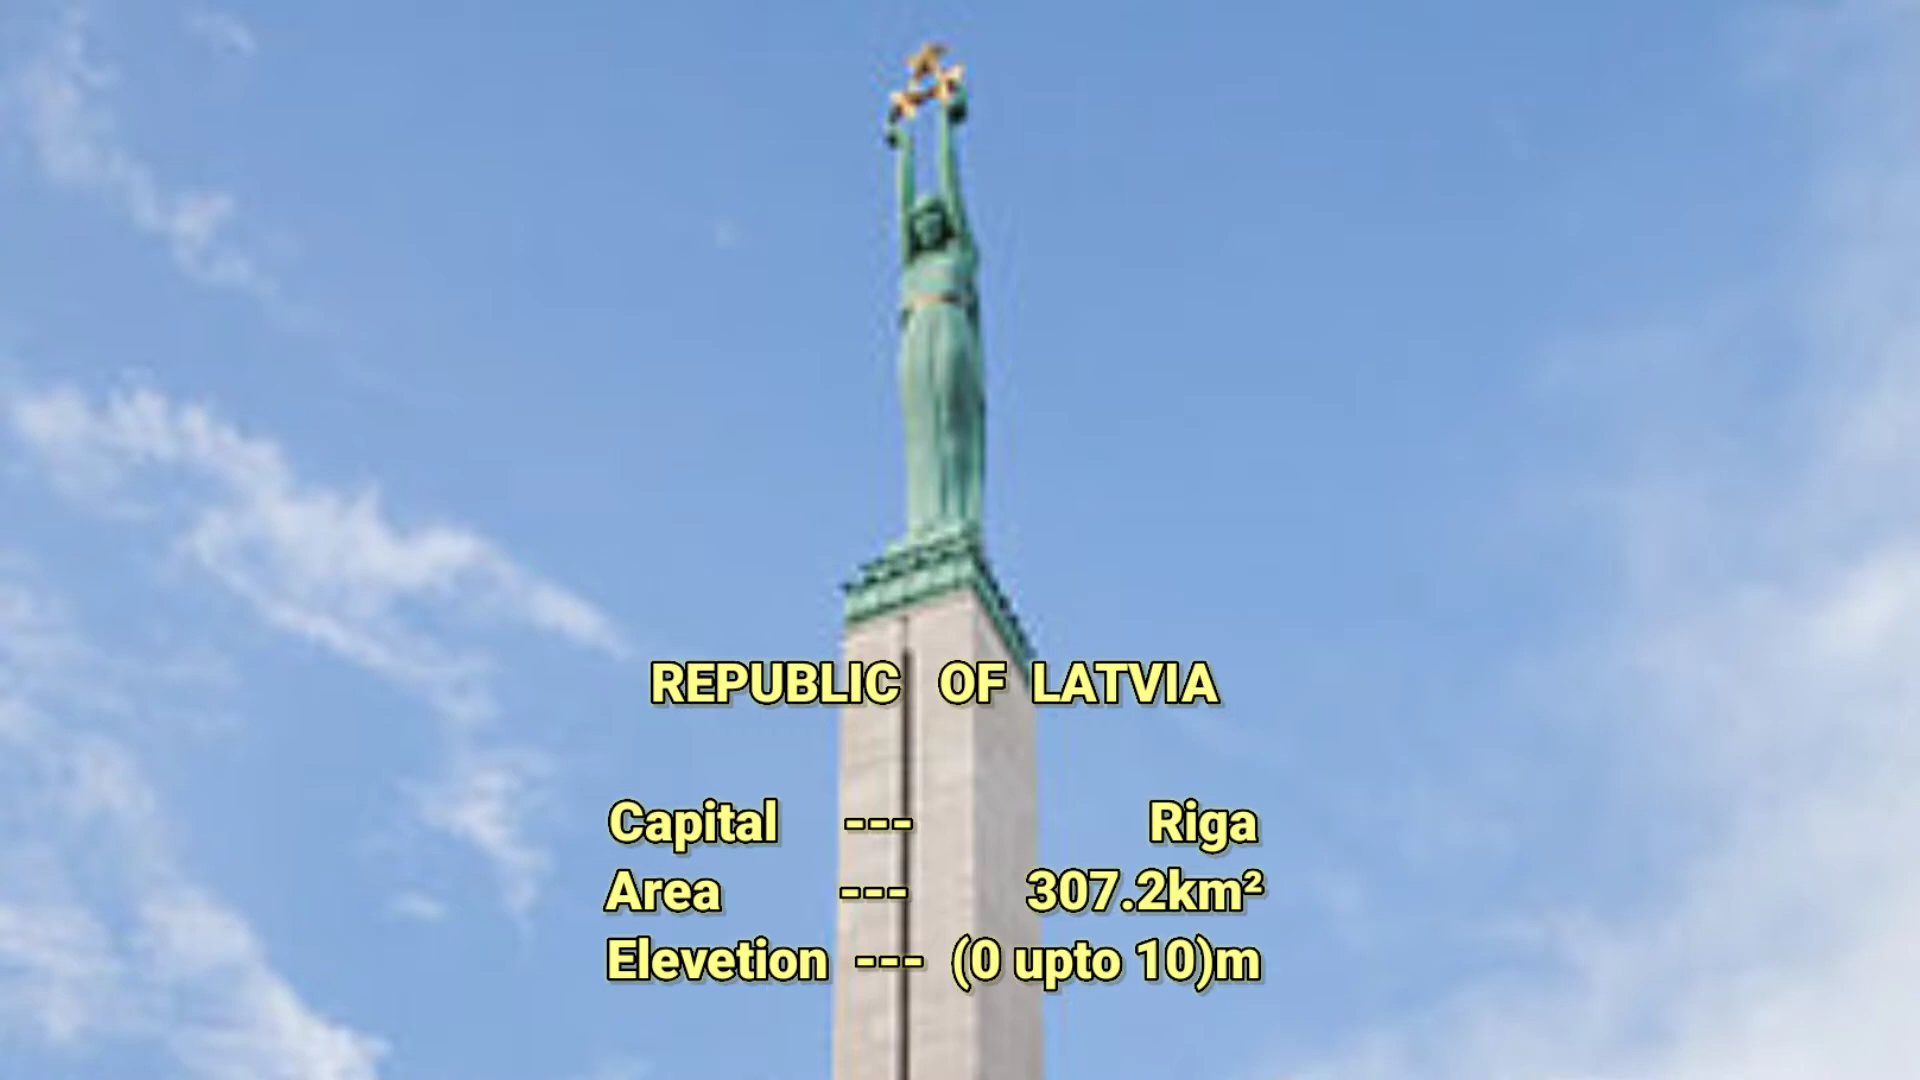 REPUBLIC OF LATVIA
Capital --- Riga
Area --- 307.2km²
Elevetion --- (0 upto 10)m